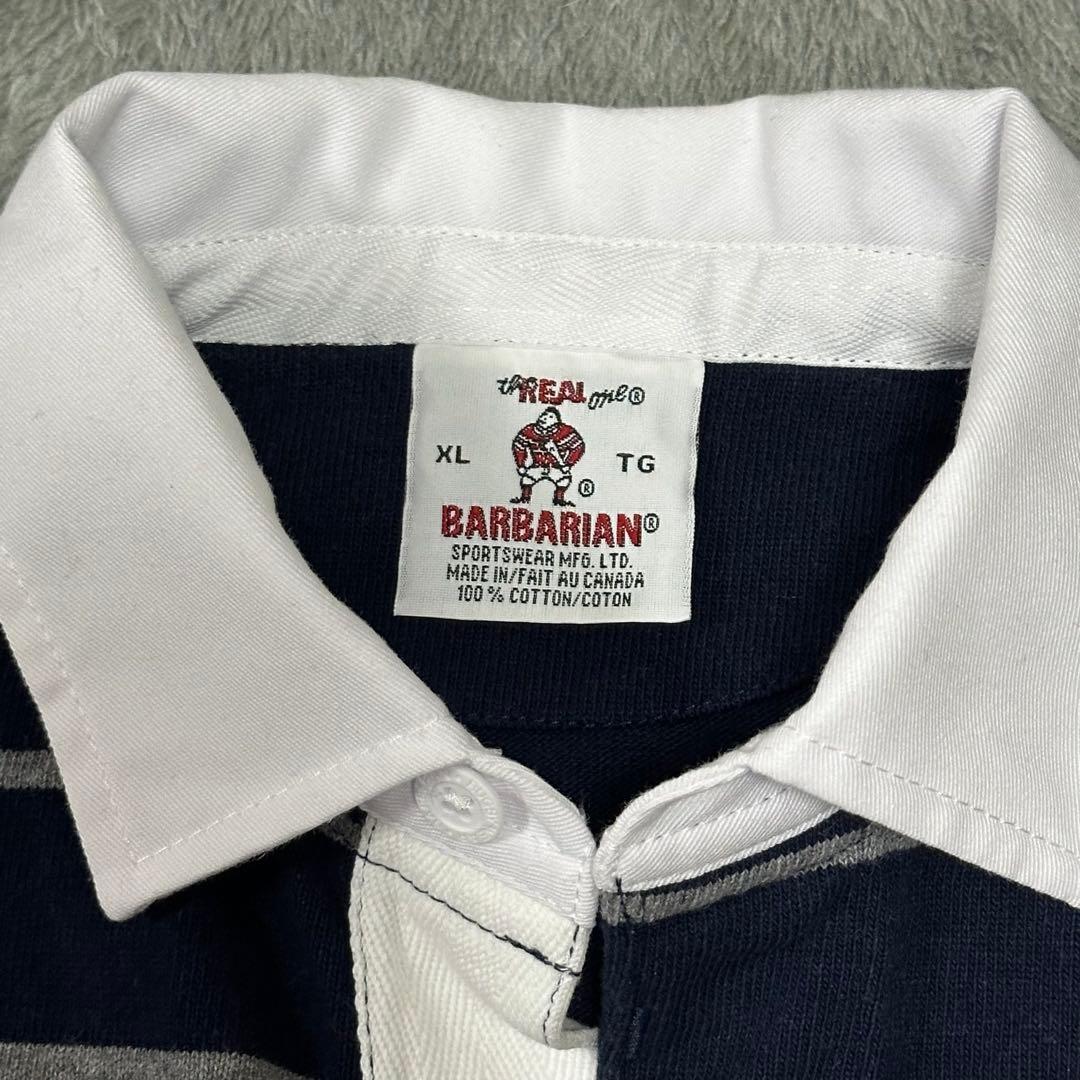 the REAL one®
XL TG
®
BARBARIAN®
SPORTSWEAR MFG. LTD.
MADE IN/FAIT AU CANADA
100 % COTTON/COTON